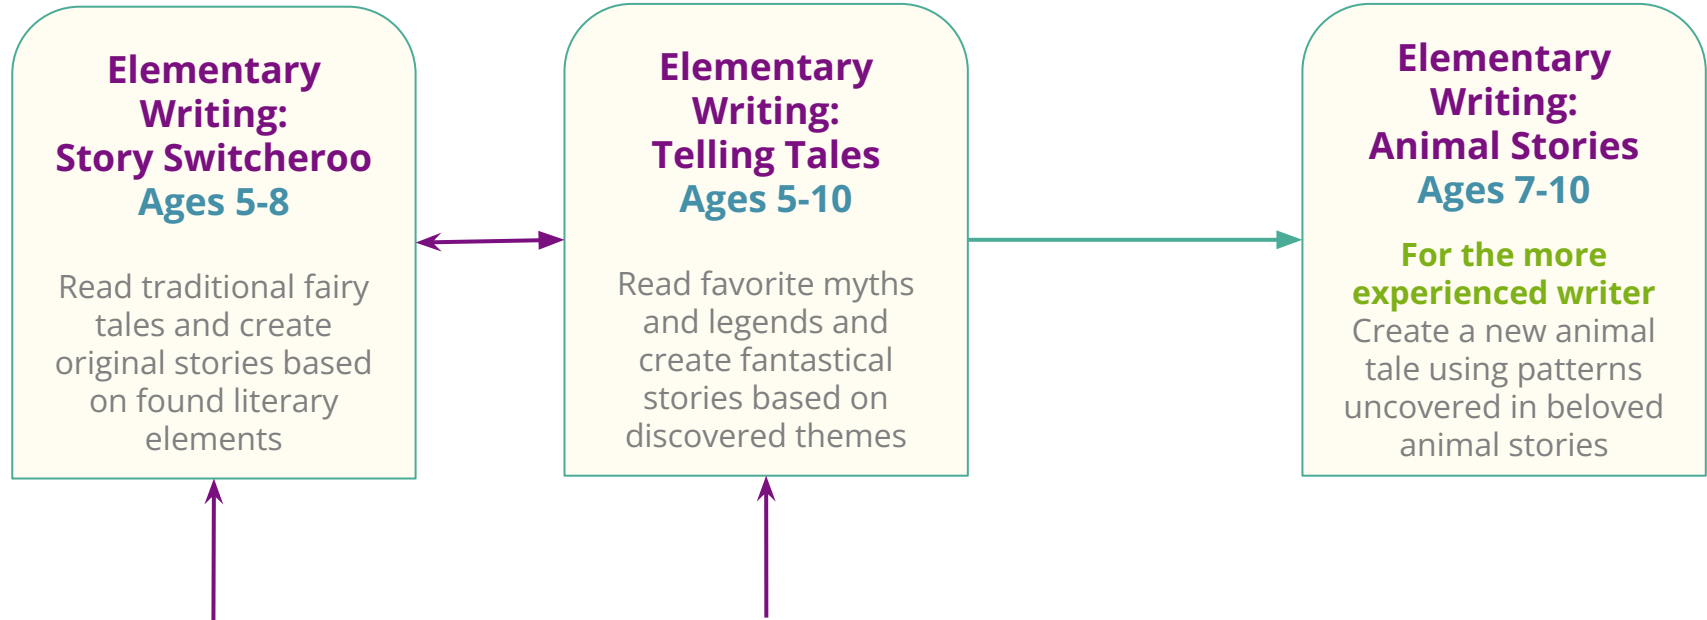 Elementary
Writing:
Story Switcheroo
Ages 5-8
Read traditional fairy
tales and create
original stories based
on found literary
elements
Elementary
Writing:
Telling Tales
Ages 5-10
Read favorite myths
and legends and
create fantastical
stories based on
discovered themes
Elementary
Writing:
Animal Stories
Ages 7-10
For the more
experienced writer
Create a new animal
tale using patterns
uncovered in beloved
animal stories